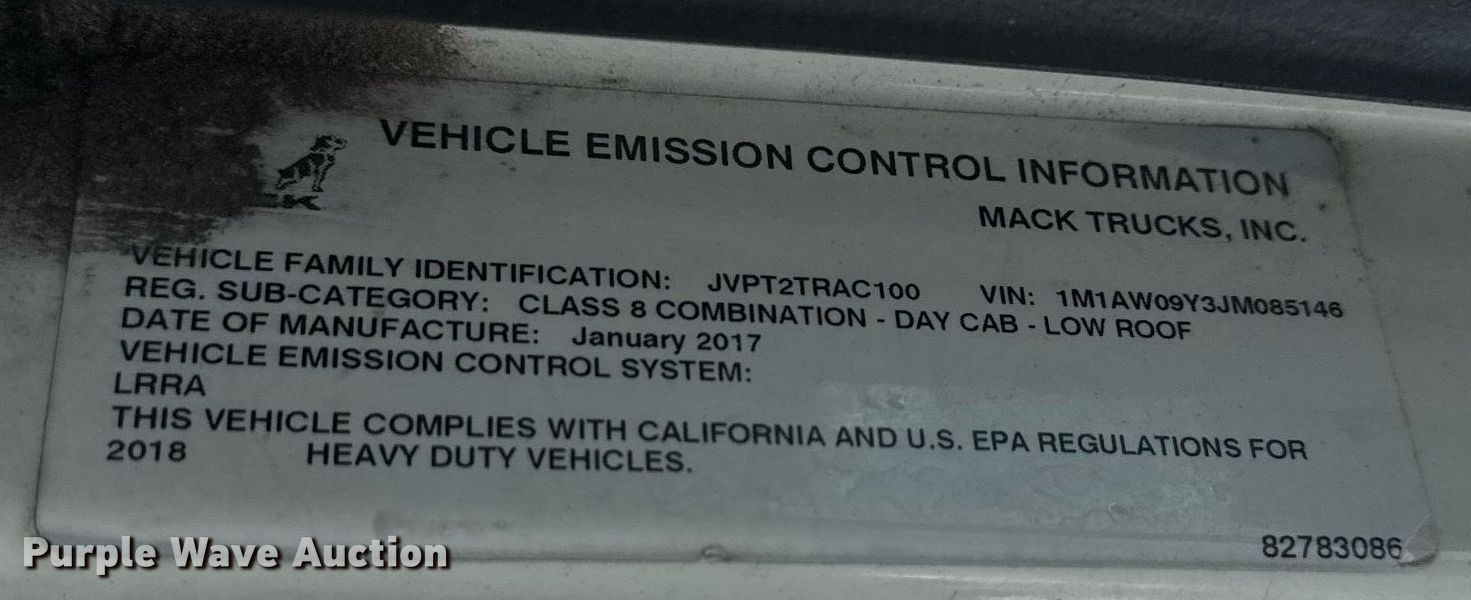 VEHICLE EMISSION CONTROL INFORMATION
MACK TRUCKS, INC.
VEHICLE FAMILY IDENTIFICATION: JVPT2TRAC100 VIN: 1M1AW09Y3JM085146
REG. SUB-CATEGORY: CLASS 8 COMBINATION - DAY CAB - LOW ROOF
DATE OF MANUFACTURE: January 2017
VEHICLE EMISSION CONTROL SYSTEM:
LRRA
THIS VEHICLE COMPLIES WITH CALIFORNIA AND U.S. EPA REGULATIONS FOR
2018 HEAVY DUTY VEHICLES.
82783086
Purple Wave Auction